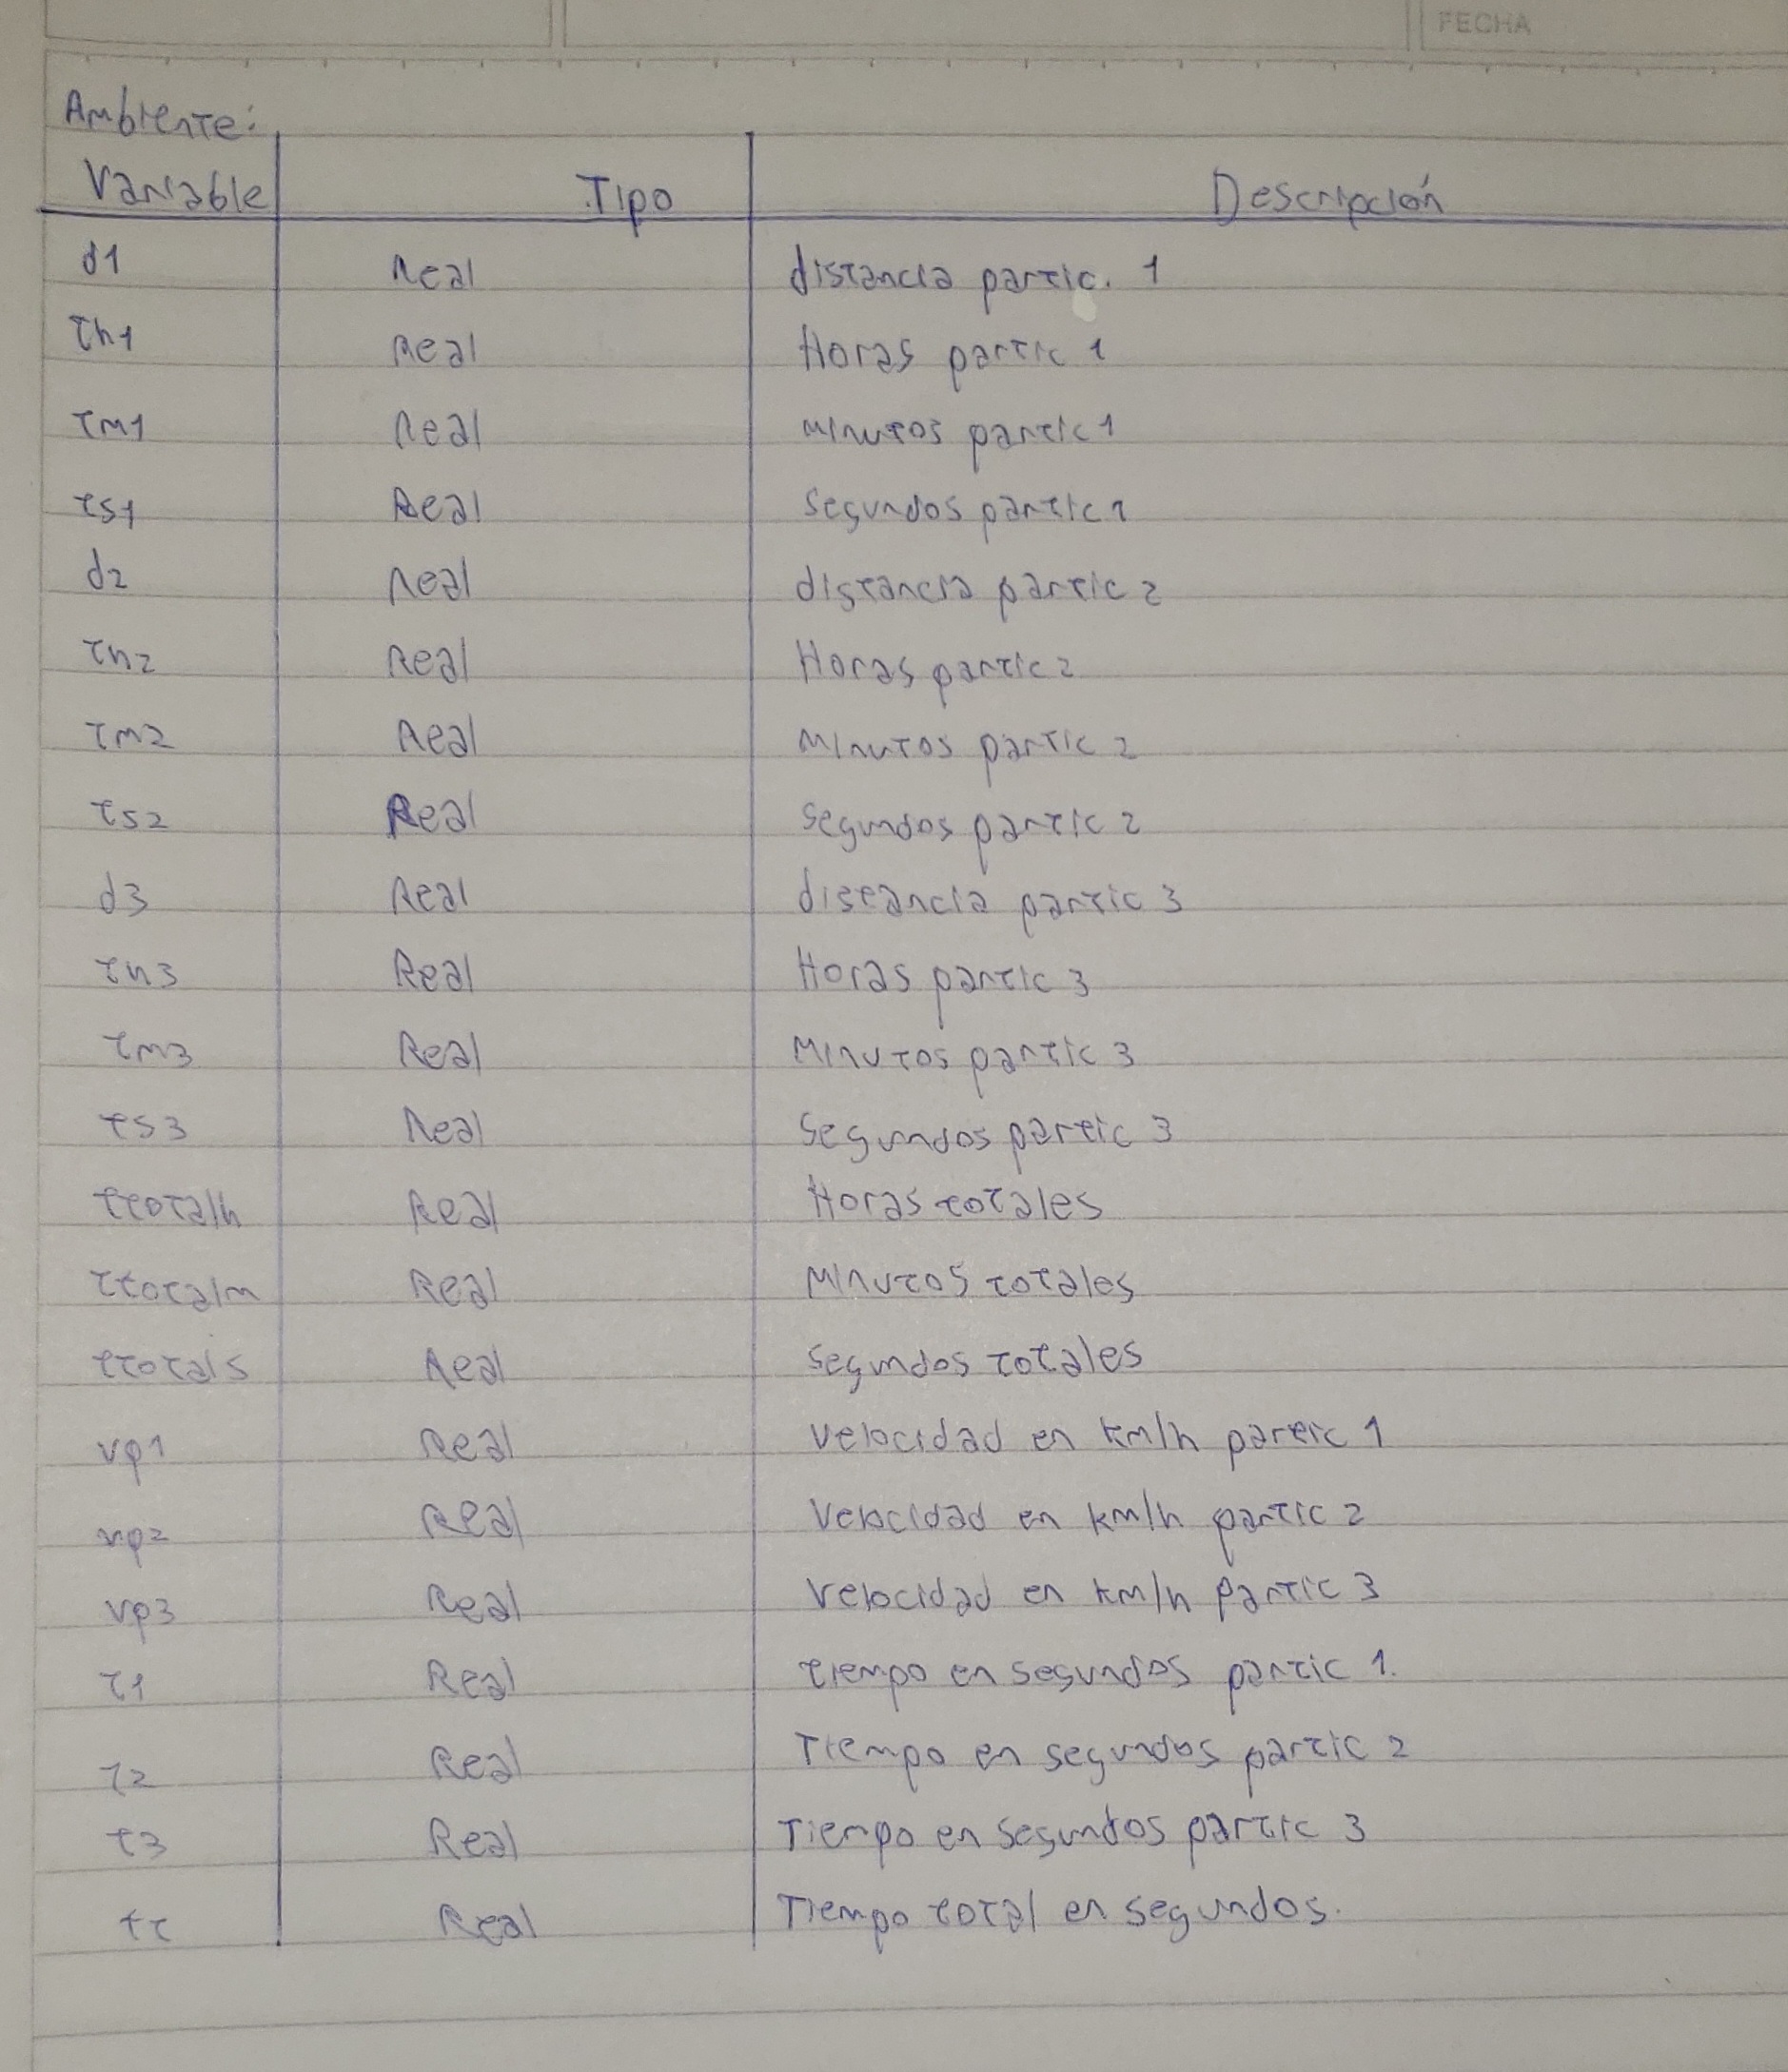 FECHA
Ambiente:
Variable Tipo Descripción
d1 Real distancia partic. 1
th1 Real Horas partic 1
tm1 Real Minutos partic 1
ts1 Real Segundos partic 1
d2 Real distancia partic 2
th2 Real Horas partic 2
tm2 Real Minutos partic 2
ts2 Real Segundos partic 2
d3 Real distancia partic 3
th3 Real Horas partic 3
tm3 Real Minutos partic 3
ts3 Real Segundos partic 3
ttotalh Real Horas totales
ttotalm Real Minutos totales
ttotals Real Segundos totales
vp1 Real Velocidad en km/h partic 1
vp2 Real Velocidad en km/h partic 2
vp3 Real Velocidad en km/h partic 3
t1 Real tiempo en segundos partic 1.
t2 Real Tiempo en segundos partic 2
t3 Real Tiempo en segundos partic 3
tt Real Tiempo total en segundos.